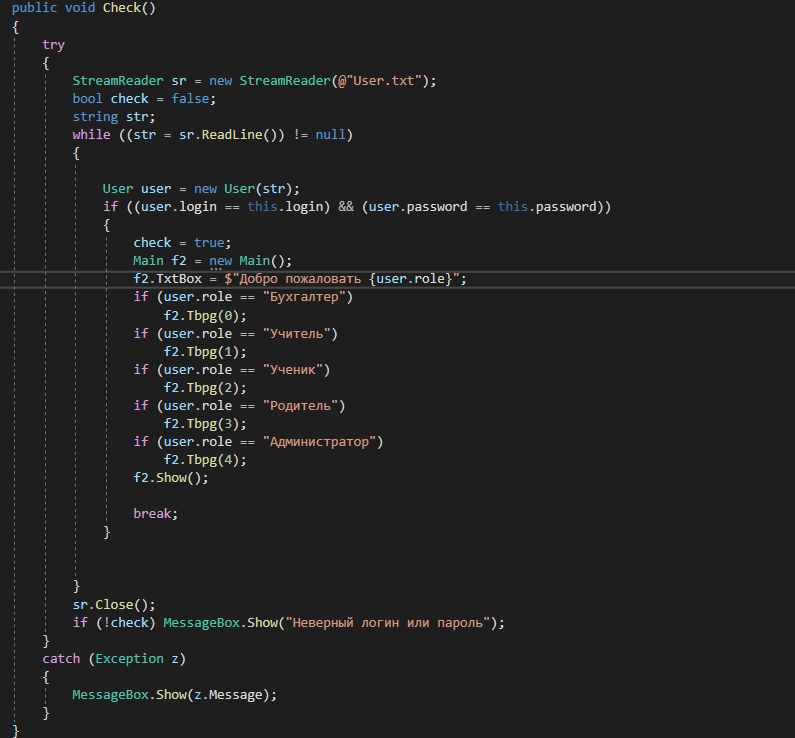 public void Check()
{
try
{
StreamReader sr = new StreamReader(@"User.txt");
bool check = false;
string str;
while ((str = sr.ReadLine()) != null)
{
User user = new User(str);
if ((user.login == this.login) && (user.password == this.password))
{
check = true;
Main f2 = new Main();
f2.TxtBox = $"Добро пожаловать {user.role}";
if (user.role == "Бухгалтер")
f2.Tbpg(0);
if (user.role == "Учитель")
f2.Tbpg(1);
if (user.role == "Ученик")
f2.Tbpg(2);
if (user.role == "Родитель")
f2.Tbpg(3);
if (user.role == "Администратор")
f2.Tbpg(4);
f2.Show();
break;
}
}
sr.Close();
if (!check) MessageBox.Show("Неверный логин или пароль");
}
catch (Exception z)
{
MessageBox.Show(z.Message);
}
}